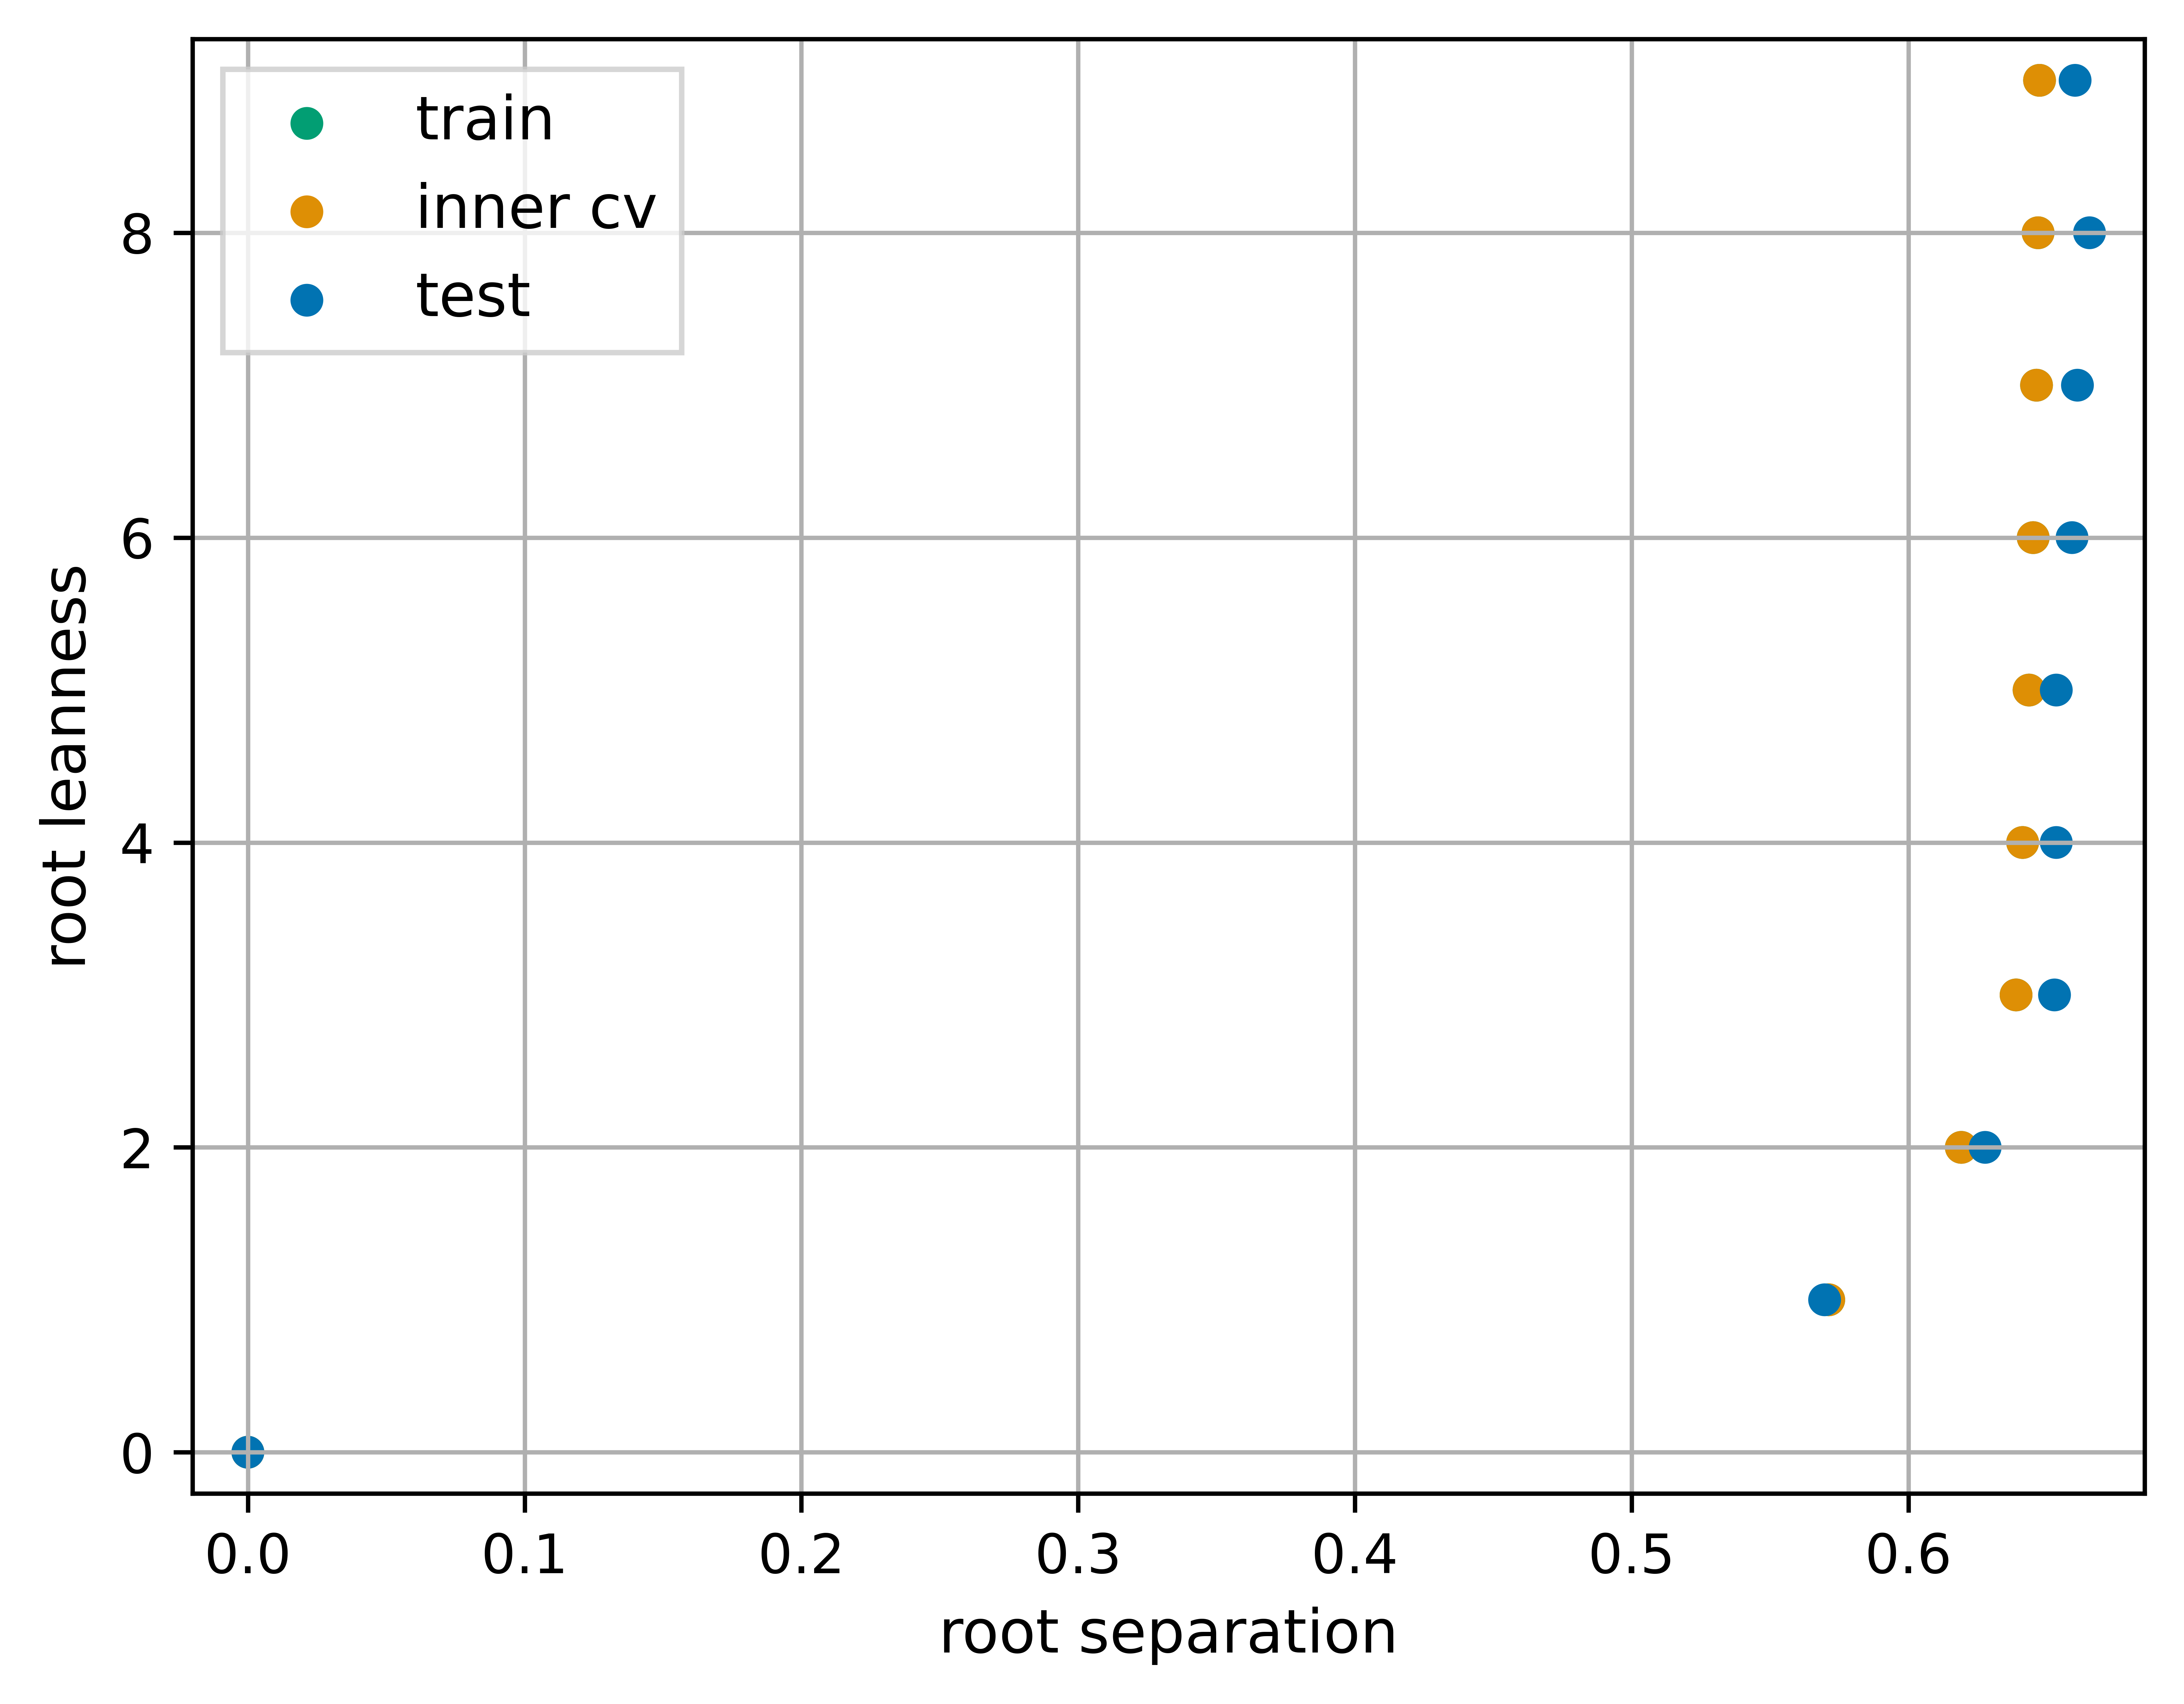 train
inner cv
test
8
6
4
2
0
root leanness
0.0 0.1 0.2 0.3 0.4 0.5 0.6
root separation